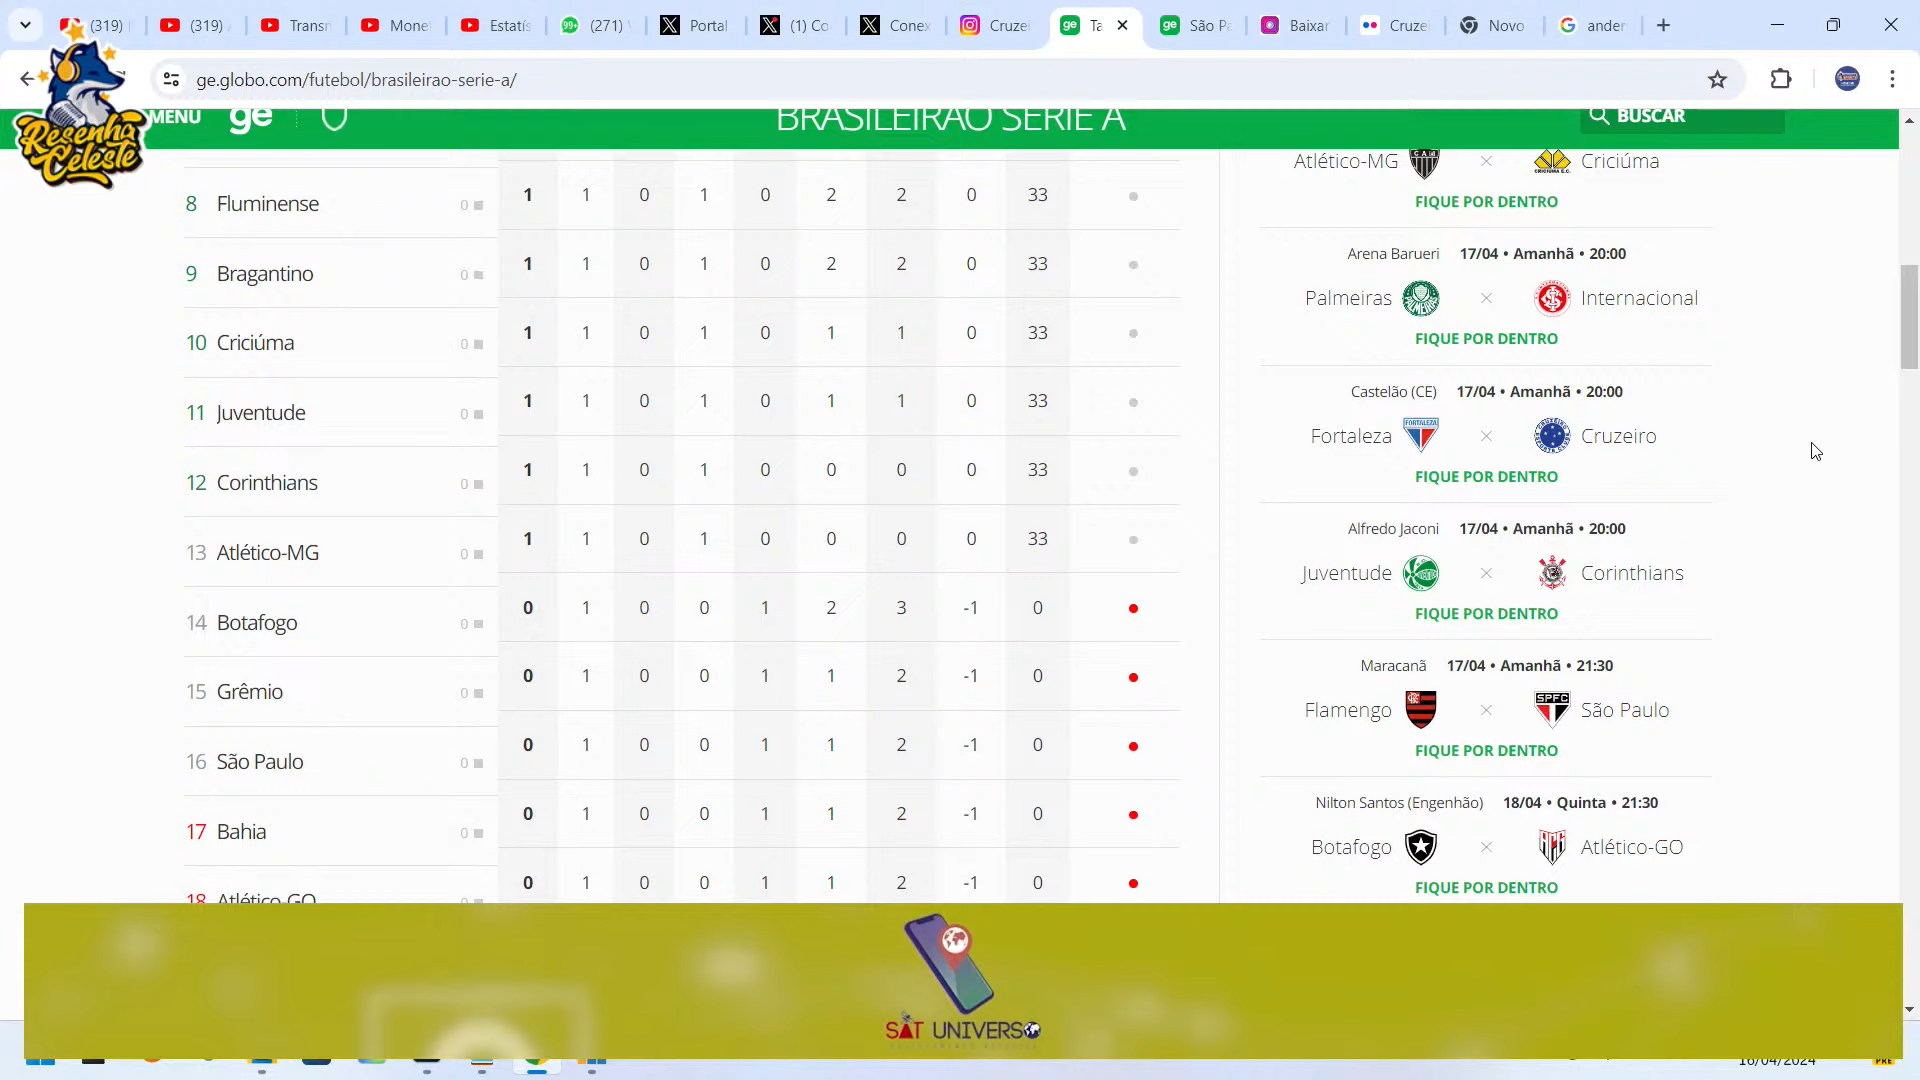 (319)
(319)
Transm
Mone
Estatís
(271)
Portal
(1) Co
Conex
Cruzei
Ta
São Pa
Baixar
Cruze
Novo
ander
ge.globo.com/futebol/brasileirao-serie-a/
Resenha
Celeste
MENU
ge
BRASILEIRÃO SÉRIE A
BUSCAR
8 Fluminense 0 1 1 0 1 0 2 2 0 33
9 Bragantino 0 1 1 0 1 0 2 2 0 33
10 Criciúma 0 1 1 0 1 0 1 1 0 33
11 Juventude 0 1 1 0 1 0 1 1 0 33
12 Corinthians 0 1 1 0 1 0 0 0 0 33
13 Atlético-MG 0 1 1 0 1 0 0 0 0 33
14 Botafogo 0 0 1 0 0 1 2 3 -1 0
15 Grêmio 0 0 1 0 0 1 1 2 -1 0
16 São Paulo 0 0 1 0 0 1 1 2 -1 0
17 Bahia 0 0 1 0 0 1 1 2 -1 0
18 Atlético-GO 0 0 1 0 0 1 1 2 -1 0
Atlético-MG × Criciúma
FIQUE POR DENTRO
Arena Barueri 17/04 • Amanhã • 20:00
Palmeiras × Internacional
FIQUE POR DENTRO
Castelão (CE) 17/04 • Amanhã • 20:00
Fortaleza × Cruzeiro
FIQUE POR DENTRO
Alfredo Jaconi 17/04 • Amanhã • 20:00
Juventude × Corinthians
FIQUE POR DENTRO
Maracanã 17/04 • Amanhã • 21:30
Flamengo × São Paulo
FIQUE POR DENTRO
Nilton Santos (Engenhão) 18/04 • Quinta • 21:30
Botafogo × Atlético-GO
FIQUE POR DENTRO
SAT UNIVERSO
16/04/2024
PRE